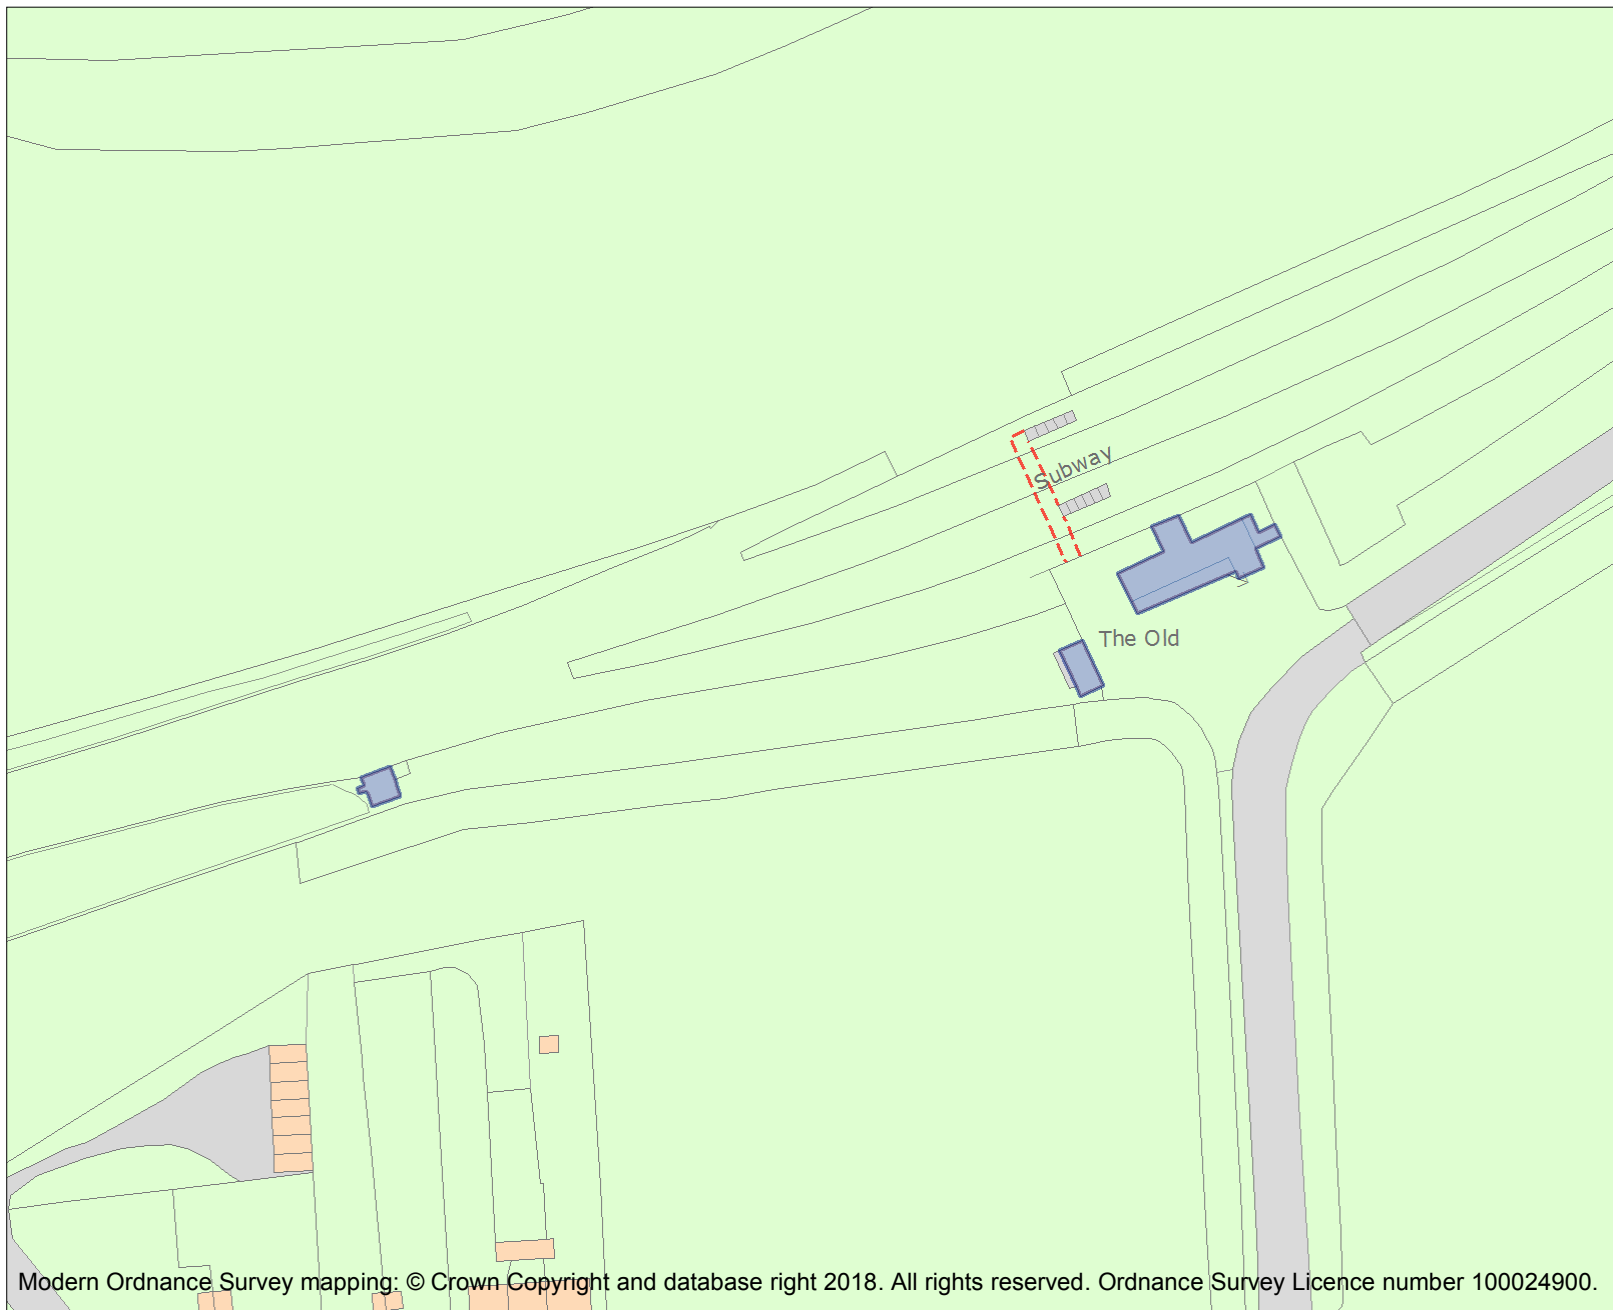 Subway
The Old
Modern Ordnance Survey mapping: © Crown Copyright and database right 2018. All rights reserved. Ordnance Survey Licence number 100024900.